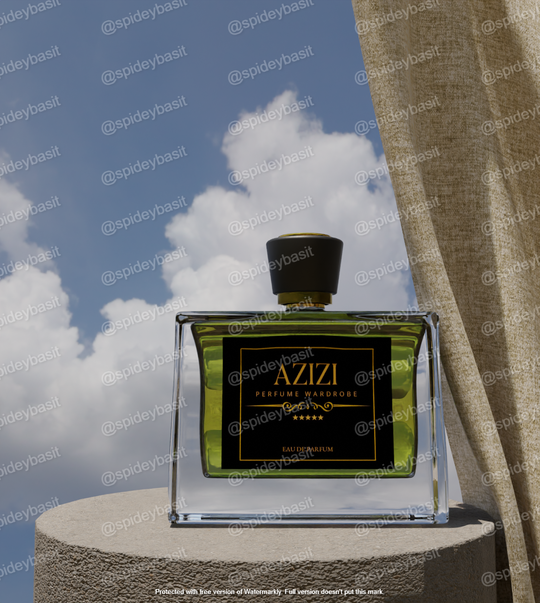 @spideybasit
AZIZI
PERFUME WARDROBE
EAU DE PARFUM
Protected with free version of Watermarkly. Full version doesn't put this mark.